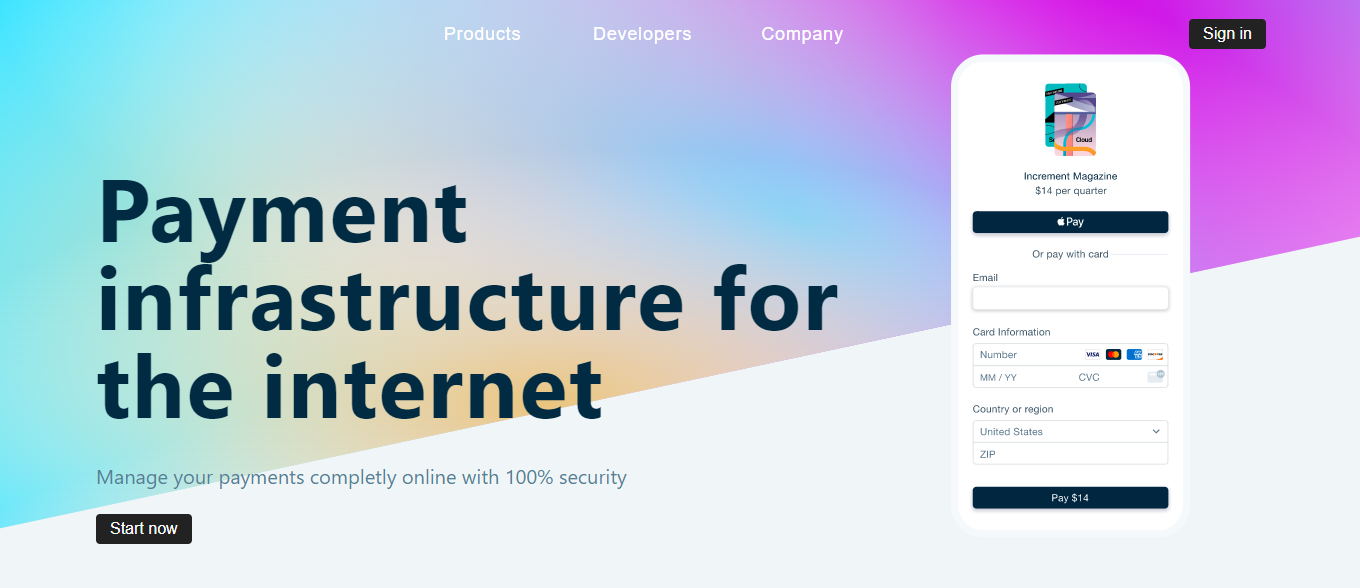 Products Developers Company Sign in
Cloud
Increment Magazine
$14 per quarter
Pay
Or pay with card
Email
Card Information
Number VISA
MM / YY CVC
Country or region
United States
ZIP
Pay $14
Payment
infrastructure for
the internet
Manage your payments completly online with 100% security
Start now